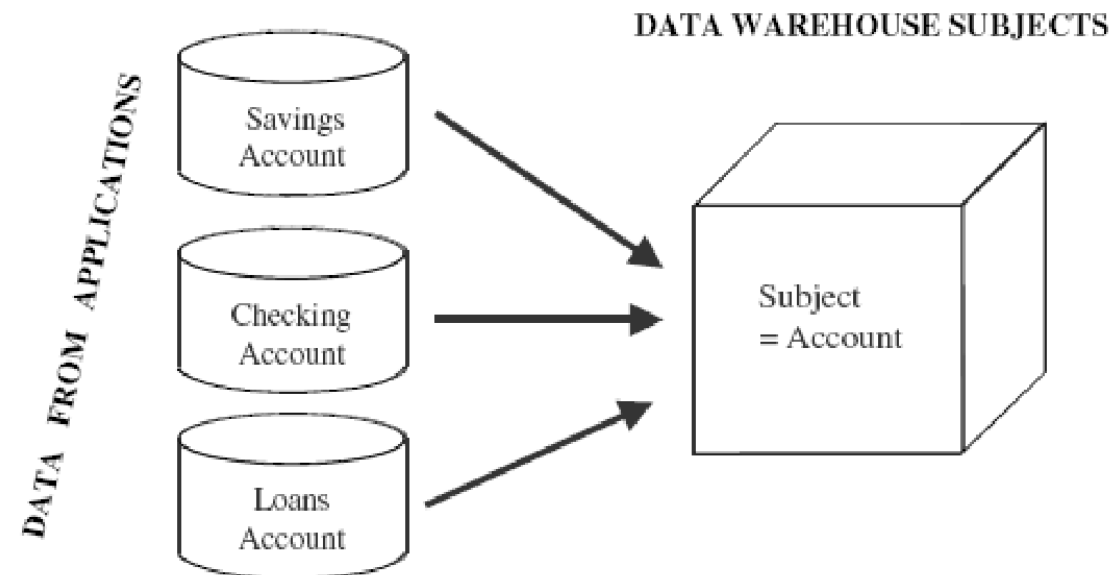 DATA WAREHOUSE SUBJECTS
DATA FROM APPLICATIONS
Savings
Account
Checking
Account
Loans
Account
Subject
= Account